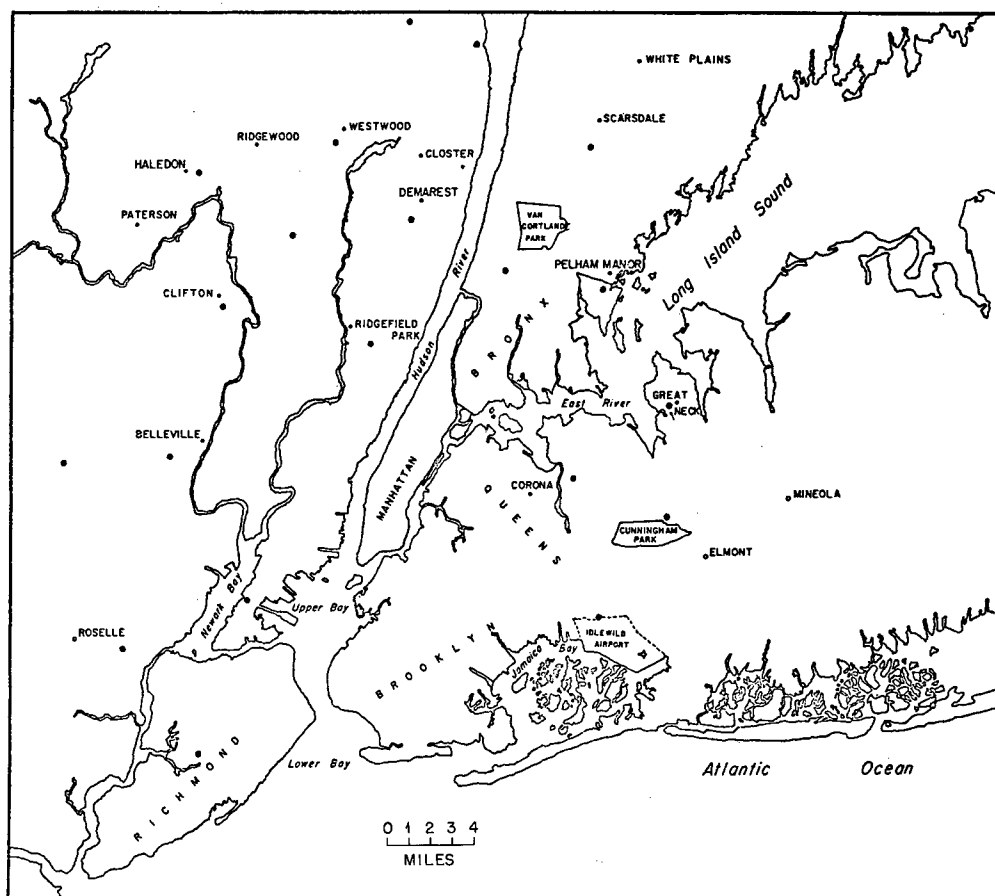 WHITE PLAINS
SCARSDALE
WESTWOOD
RIDGEWOOD
CLOSTER
HALEDON
DEMAREST
PATERSON
VAN
CORTLANDT
PARK
Hudson River
PELHAM MANOR
Long Island Sound
CLIFTON
RIDGEFIELD
PARK
BRONX
East River
GREAT
NECK
BELLEVILLE
MANHATTAN
CORONA
QUEENS
MINEOLA
CUNNINGHAM
PARK
ELMONT
Newark Bay
Upper Bay
ROSELLE
BROOKLYN
IDLEWILD
AIRPORT
Jamaica Bay
RICHMOND
Lower Bay
Atlantic Ocean
0 1 2 3 4
MILES